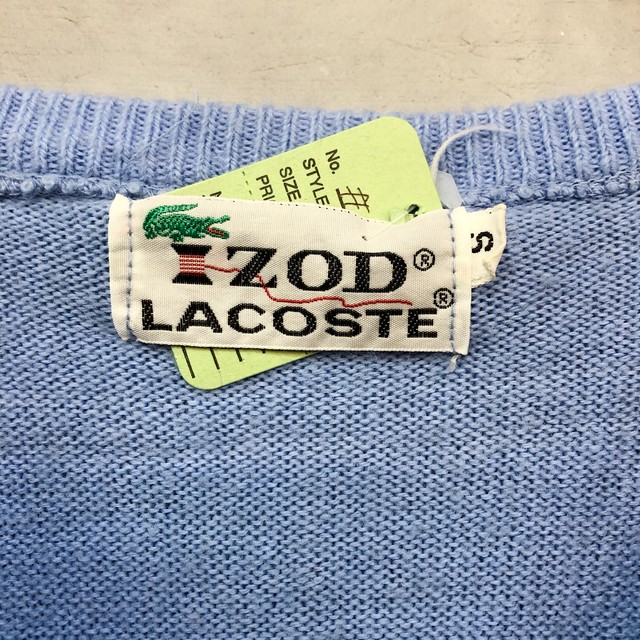 No.
STYLE
SIZE
PRI
#
IZOD®
LACOSTE®
S